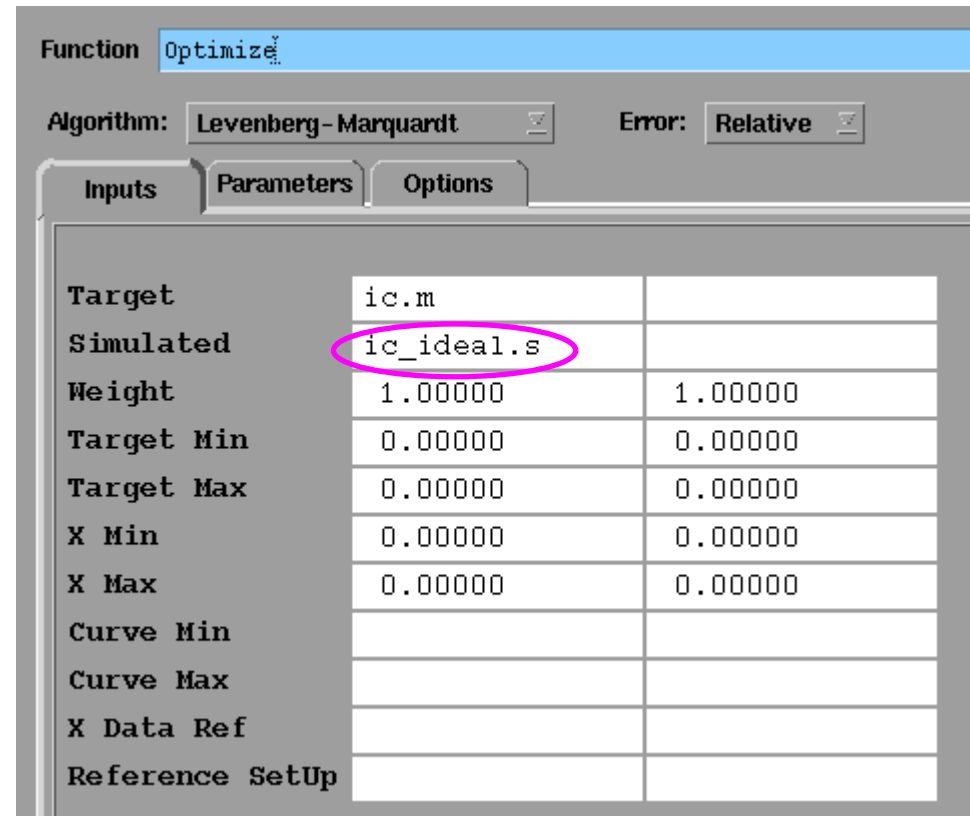 Function Optimize
Algorithm: Levenberg-Marquardt Error: Relative
Inputs Parameters Options
Target ic.m
Simulated ic_ideal.s
Weight 1.00000 1.00000
Target Min 0.00000 0.00000
Target Max 0.00000 0.00000
X Min 0.00000 0.00000
X Max 0.00000 0.00000
Curve Min
Curve Max
X Data Ref
Reference SetUp